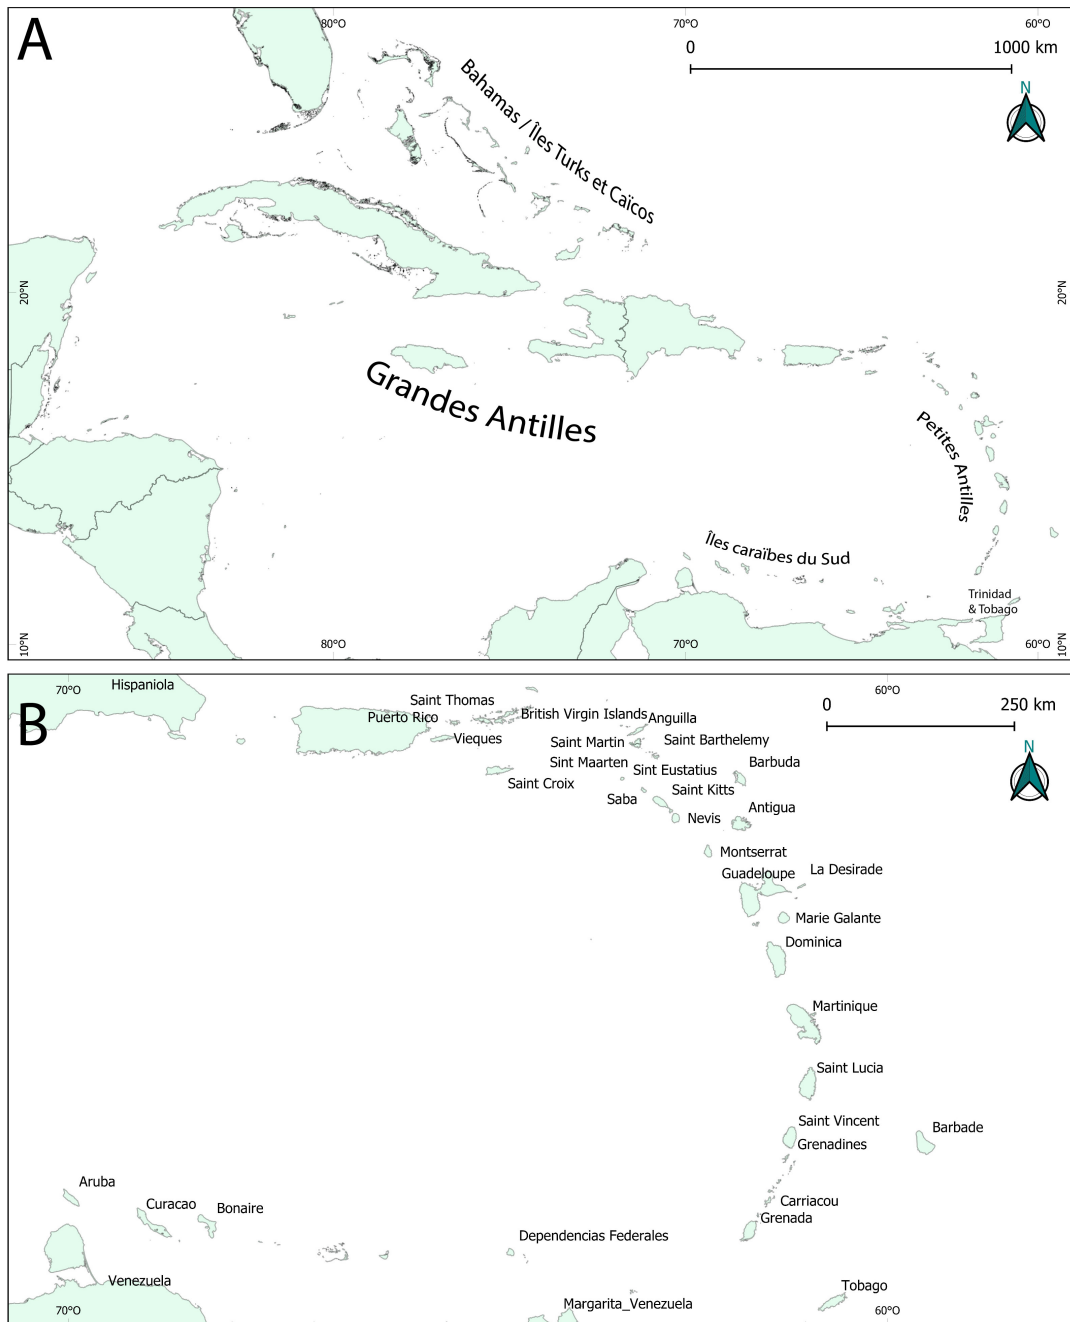 A
80°O
70°O
60°O
0
1000 km
N
Bahamas / Îles Turks et Caïcos
20°N
20°N
Grandes Antilles
Petites Antilles
Îles caraïbes du Sud
Trinidad
& Tobago
10°N
80°O
70°O
60°O
10°N
B
70°O
60°O
Hispaniola
0
250 km
Saint Thomas
Puerto Rico
British Virgin Islands
Anguilla
Vieques
Saint Martin
Saint Barthelemy
N
Sint Maarten
Sint Eustatius
Barbuda
Saint Croix
Saint Kitts
Saba
Antigua
Nevis
Montserrat
Guadeloupe
La Desirade
Marie Galante
Dominica
Martinique
Saint Lucia
Saint Vincent
Barbade
Grenadines
Aruba
Curacao
Bonaire
Carriacou
Grenada
Dependencias Federales
Venezuela
Tobago
Margarita_Venezuela
70°O
60°O